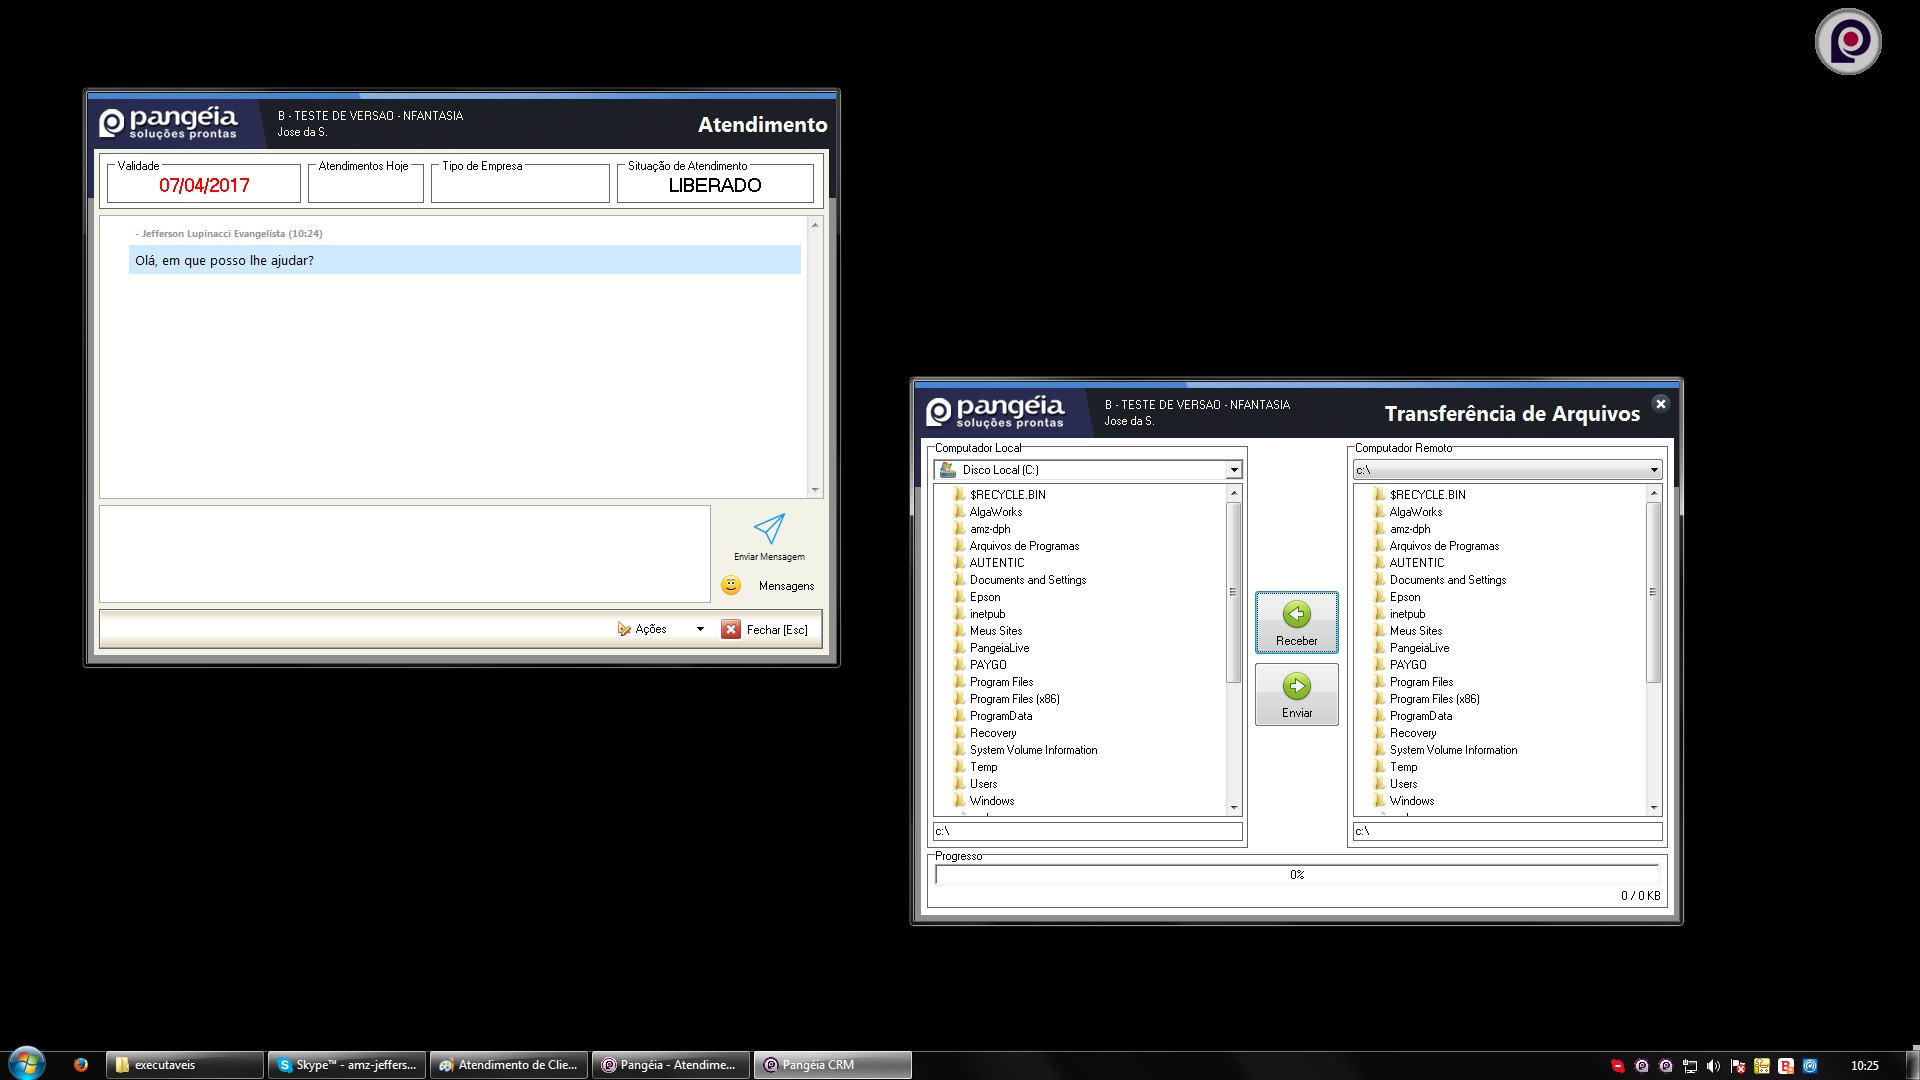 pangéia
soluções prontas
B - TESTE DE VERSAO - NFANTASIA
Jose da S.
Atendimento
Validade
07/04/2017
Atendimentos Hoje
Tipo de Empresa
Situação de Atendimento
LIBERADO
- Jefferson Lupinacci Evangelista (10:24)
Olá, em que posso lhe ajudar?
Enviar Mensagem
Mensagens
Ações
Fechar [Esc]
pangéia
soluções prontas
B - TESTE DE VERSAO - NFANTASIA
Jose da S.
Transferência de Arquivos
Computador Local
Disco Local (C:)
$RECYCLE.BIN
AlgaWorks
amz-dph
Arquivos de Programas
AUTENTIC
Documents and Settings
Epson
inetpub
Meus Sites
PangeiaLive
PAYGO
Program Files
Program Files (x86)
ProgramData
Recovery
System Volume Information
Temp
Users
Windows
c:\
Receber
Enviar
Computador Remoto
c:\
$RECYCLE.BIN
AlgaWorks
amz-dph
Arquivos de Programas
AUTENTIC
Documents and Settings
Epson
inetpub
Meus Sites
PangeiaLive
PAYGO
Program Files
Program Files (x86)
ProgramData
Recovery
System Volume Information
Temp
Users
Windows
c:\
Progresso
0%
0 / 0 KB
executaveis
Skype™ - amz-jeffers...
Atendimento de Clie...
Pangéia - Atendime...
Pangéia CRM
10:25